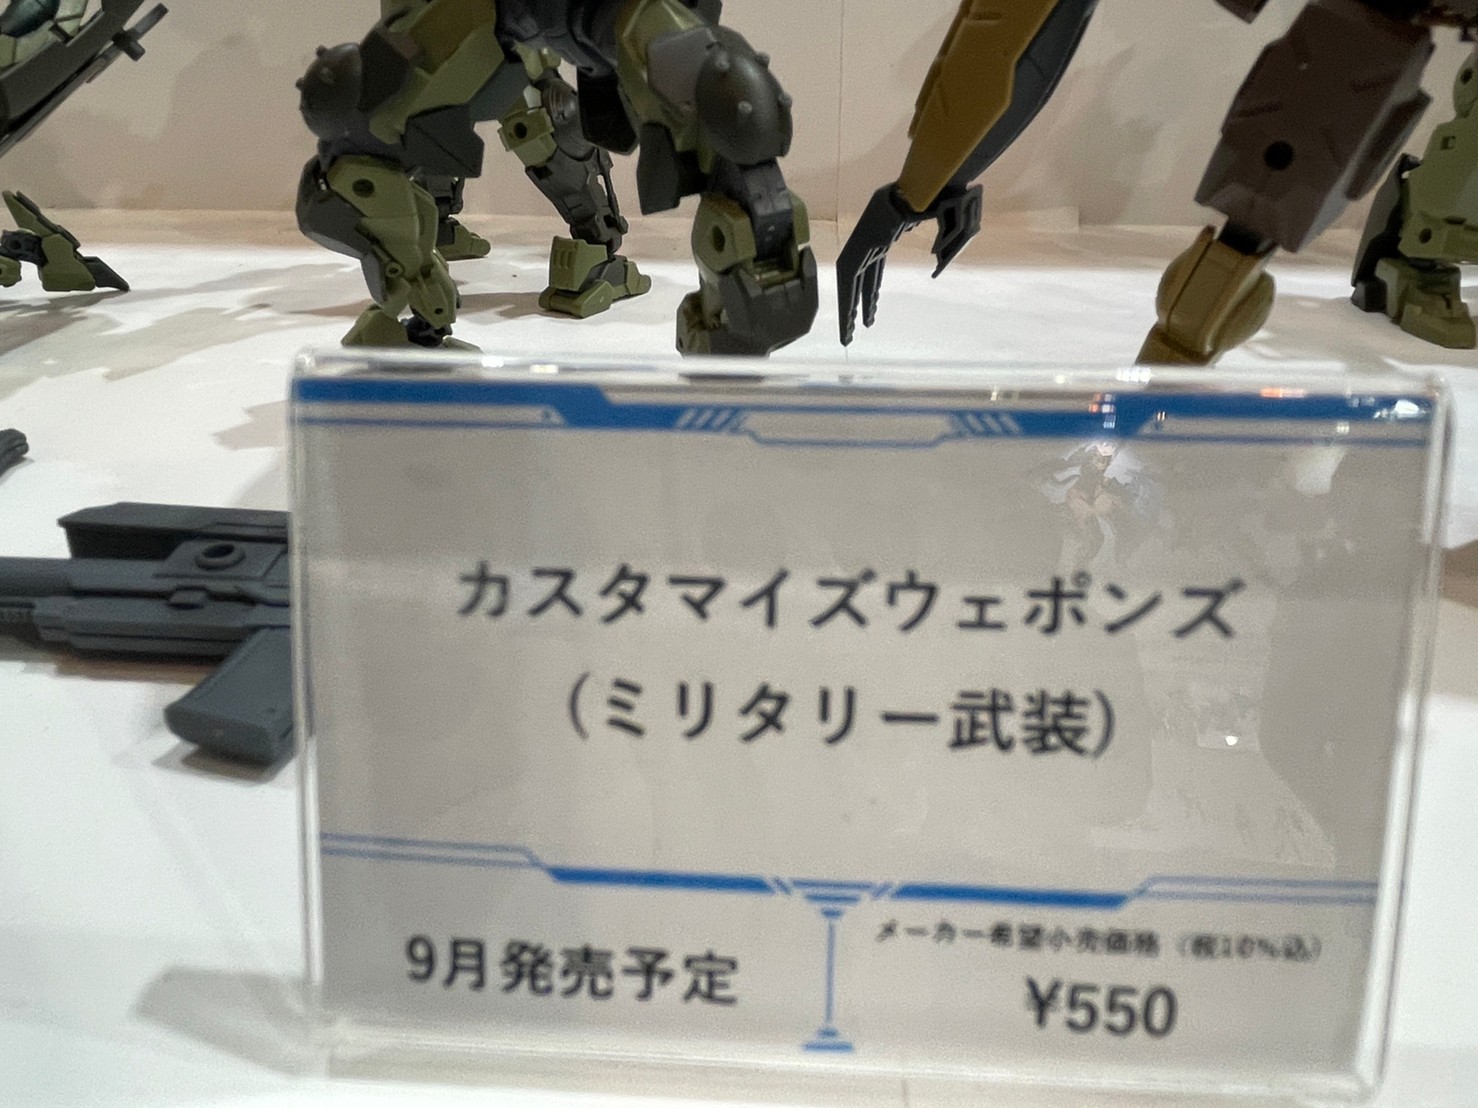 カスタマイズウェポンズ
(ミリタリー武装)
9月発売予定
メーカー希望小売価格（税10%込）
¥550